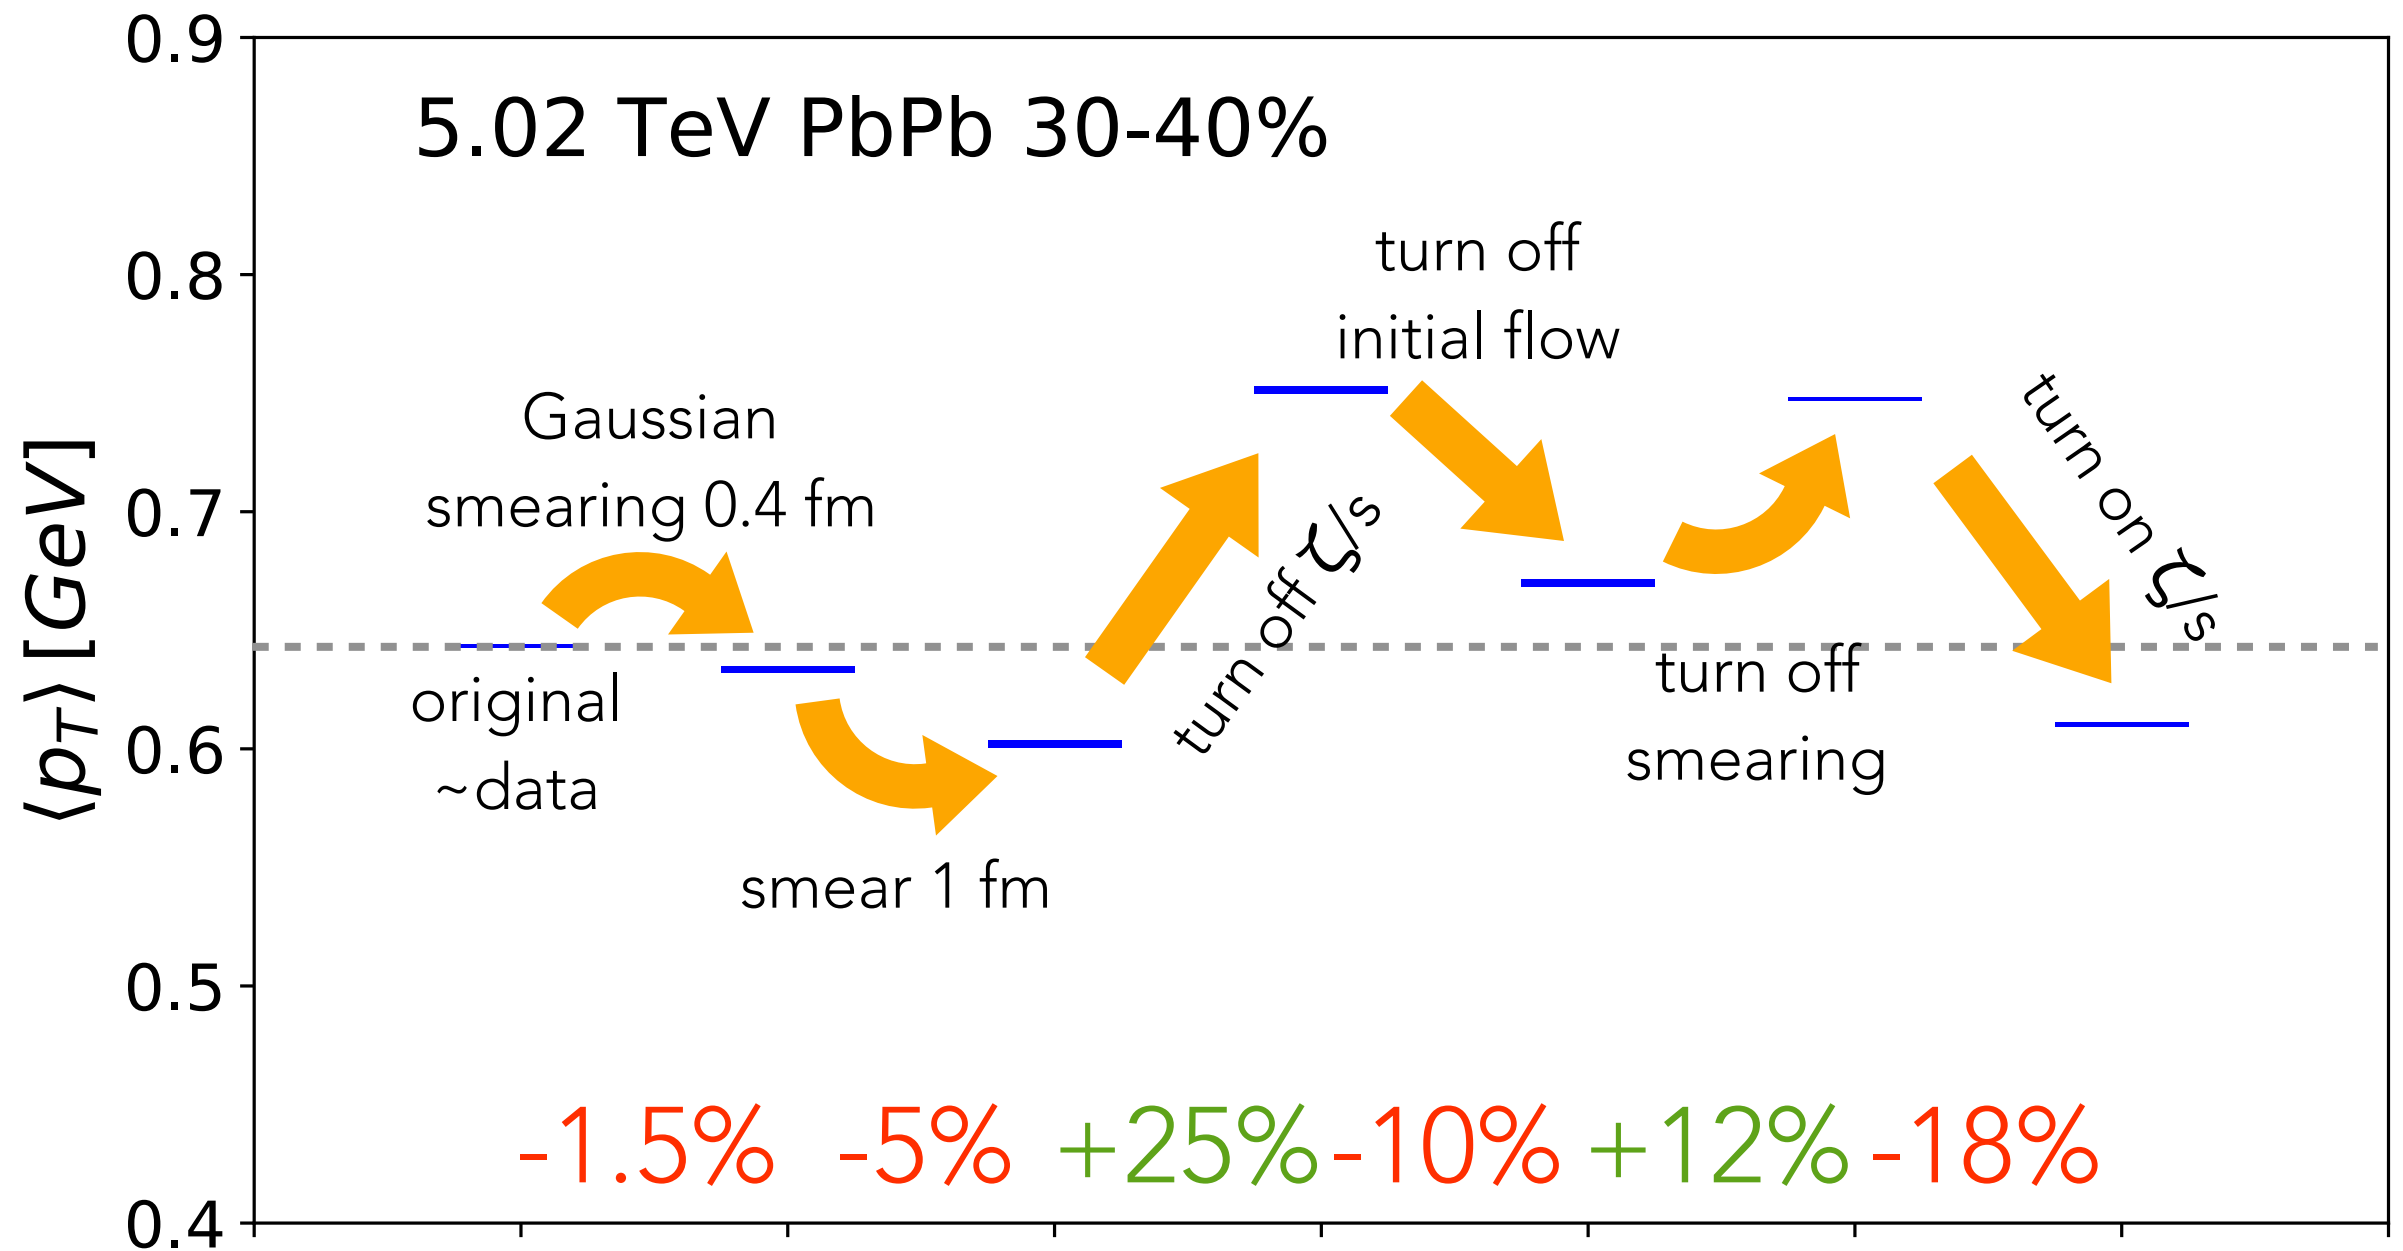 0.9
5.02 TeV PbPb 30-40%
0.8
turn off
initial flow
Gaussian
smearing 0.4 fm
0.7
⟨p_T⟩ [GeV]
turn off ζ/s
turn on ζ/s
original
~data
turn off
smearing
0.6
smear 1 fm
0.5
-1.5% -5% +25% -10% +12% -18%
0.4